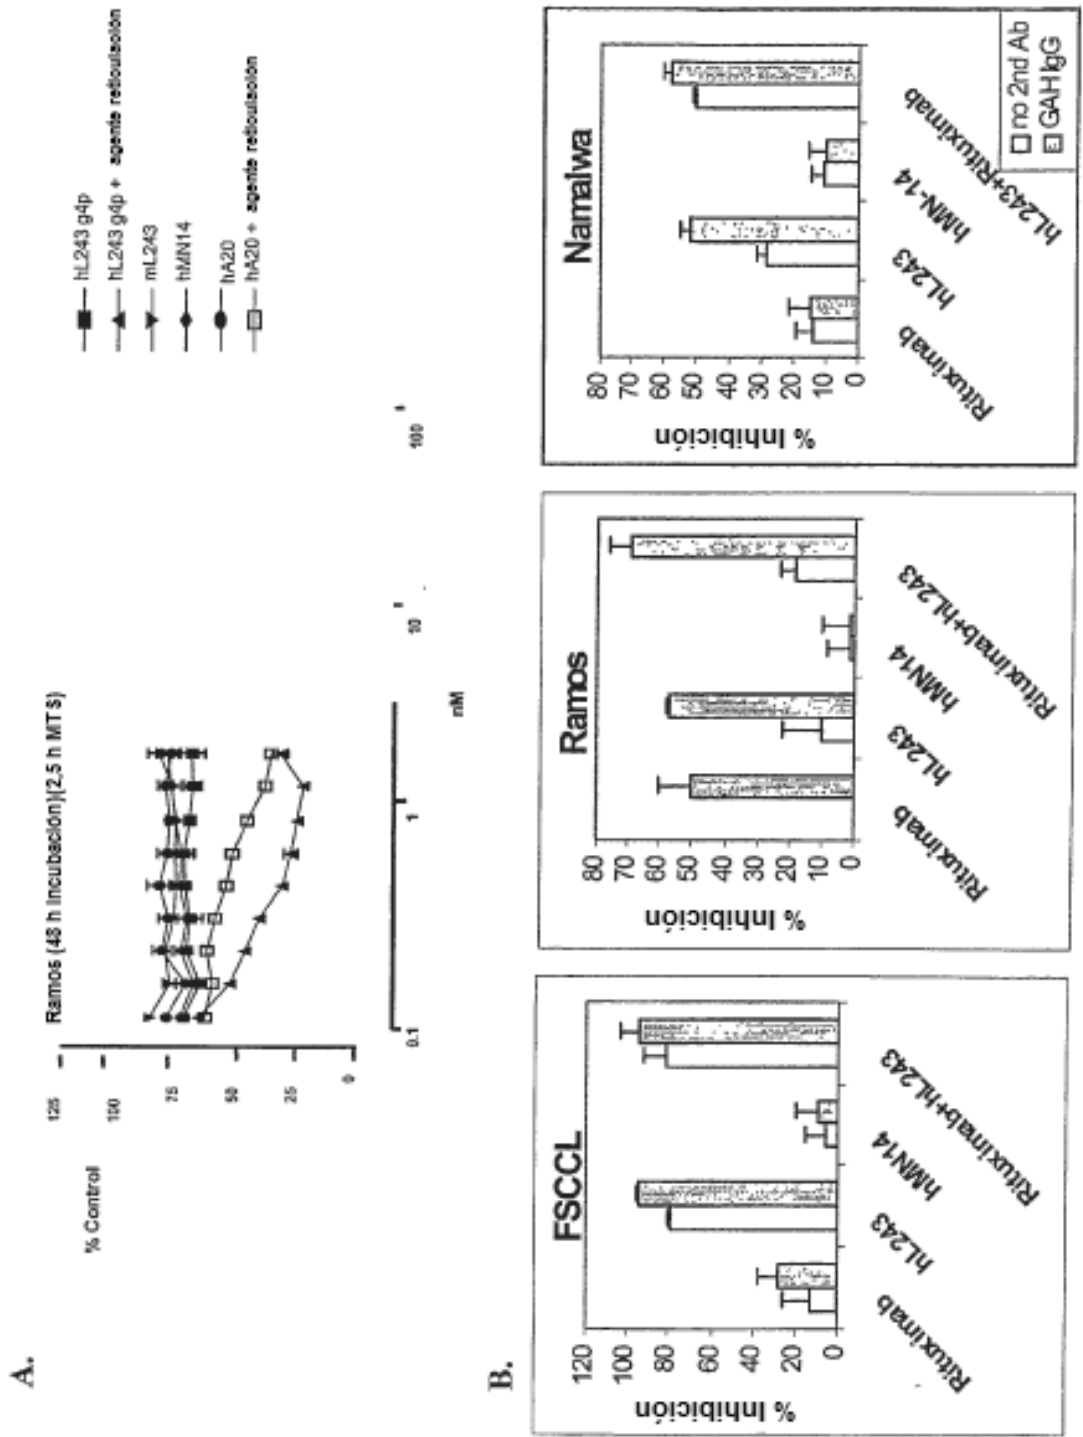 A.
Ramos (48 h Incubación)(2,5 h MTS)
% Control
125
100
75
50
25
0
0.1
1
10
100
nM
hL243 g4p
hL243 g4p + agente reticulación
mL243
hMN14
hA20
hA20 + agente reticulación
B.
FSCCL
% Inhibición
120
100
80
60
40
20
0
Rituximab
hL243
hMN14
Rituximab+hL243
Ramos
% Inhibición
80
70
60
50
40
30
20
10
0
Rituximab
hL243
hMN14
Rituximab+hL243
Namalwa
% Inhibición
80
70
60
50
40
30
20
10
0
Rituximab
hL243
hMN-14
hL243+Rituximab
no 2nd Ab
GAH IgG